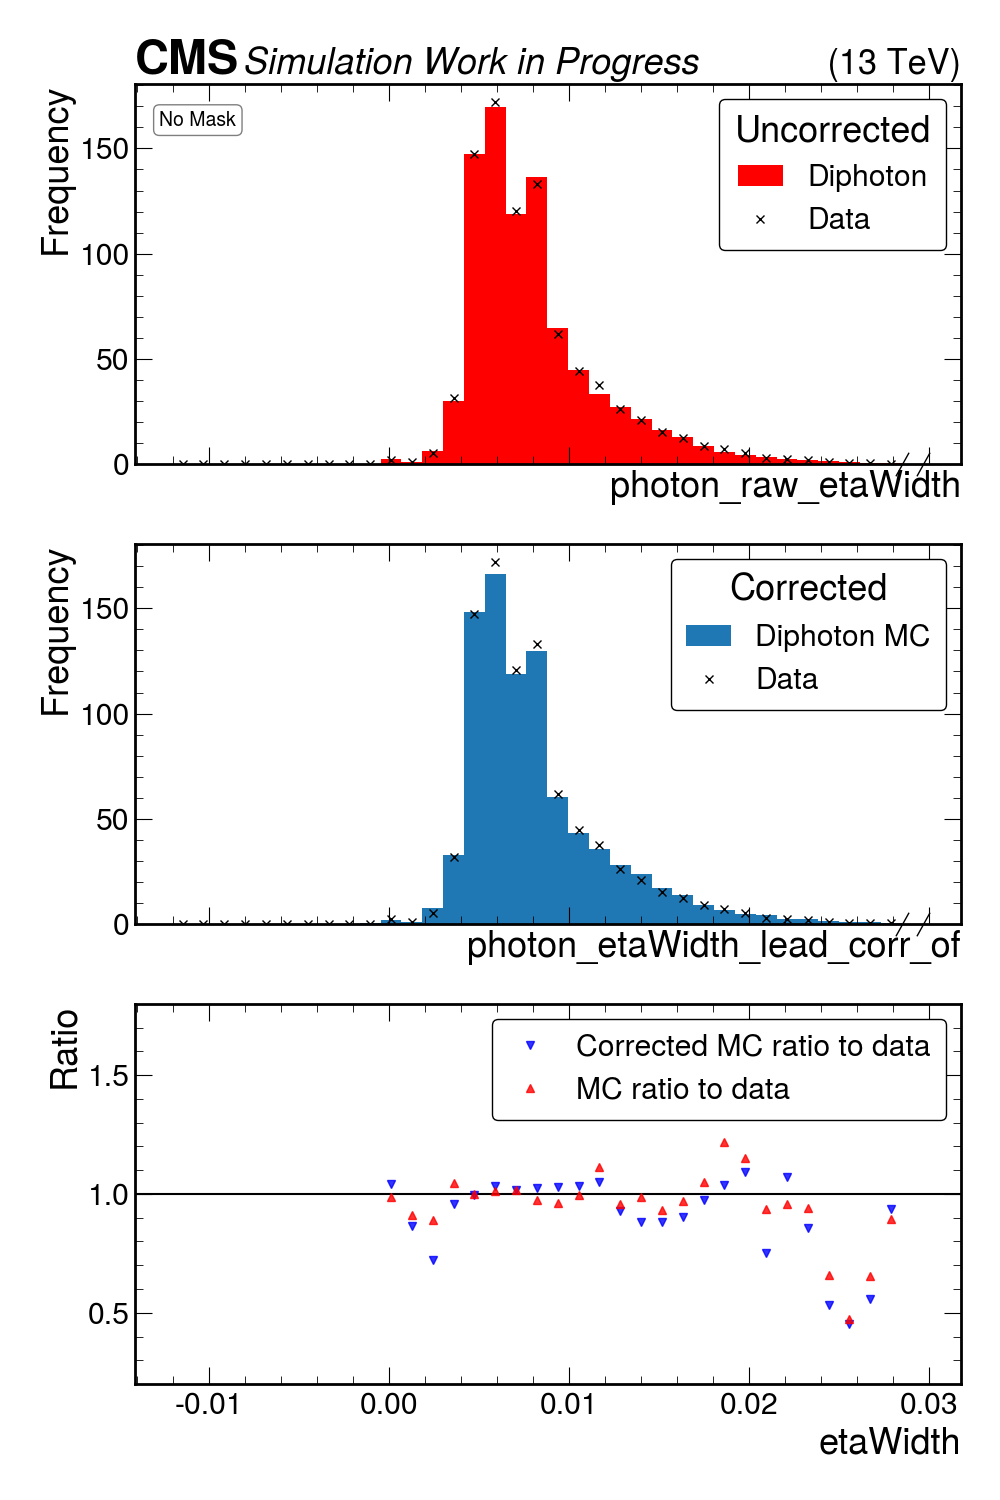 CMS Simulation Work in Progress (13 TeV)
Frequency
No Mask
150
100
50
0
Uncorrected
Diphoton
Data
photon_raw_etaWidth
Frequency
150
100
50
0
Corrected
Diphoton MC
Data
photon_etaWidth_lead_corr_of
Ratio
1.5
1.0
0.5
Corrected MC ratio to data
MC ratio to data
-0.01 0.00 0.01 0.02 0.03
etaWidth